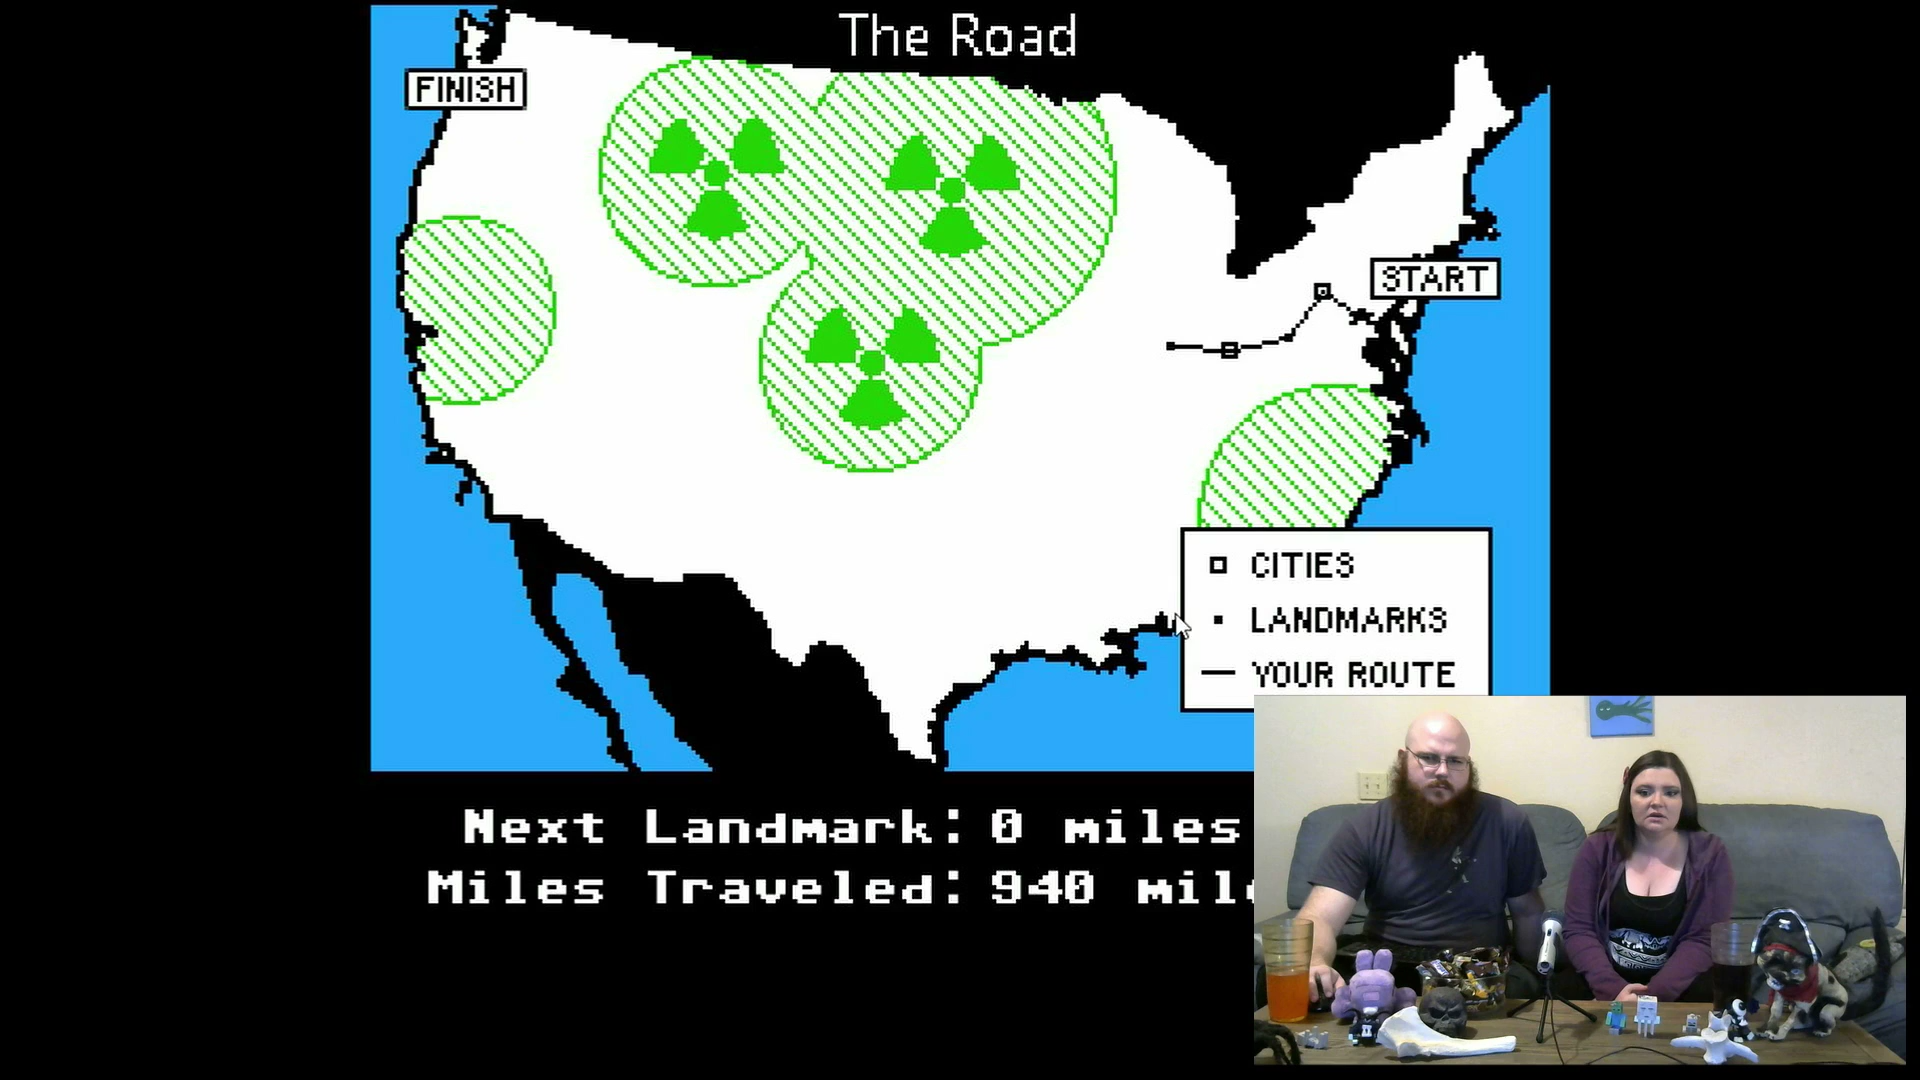 The Road
FINISH
START
CITIES
LANDMARKS
YOUR ROUTE
Next Landmark: 0 miles
Miles Traveled: 940